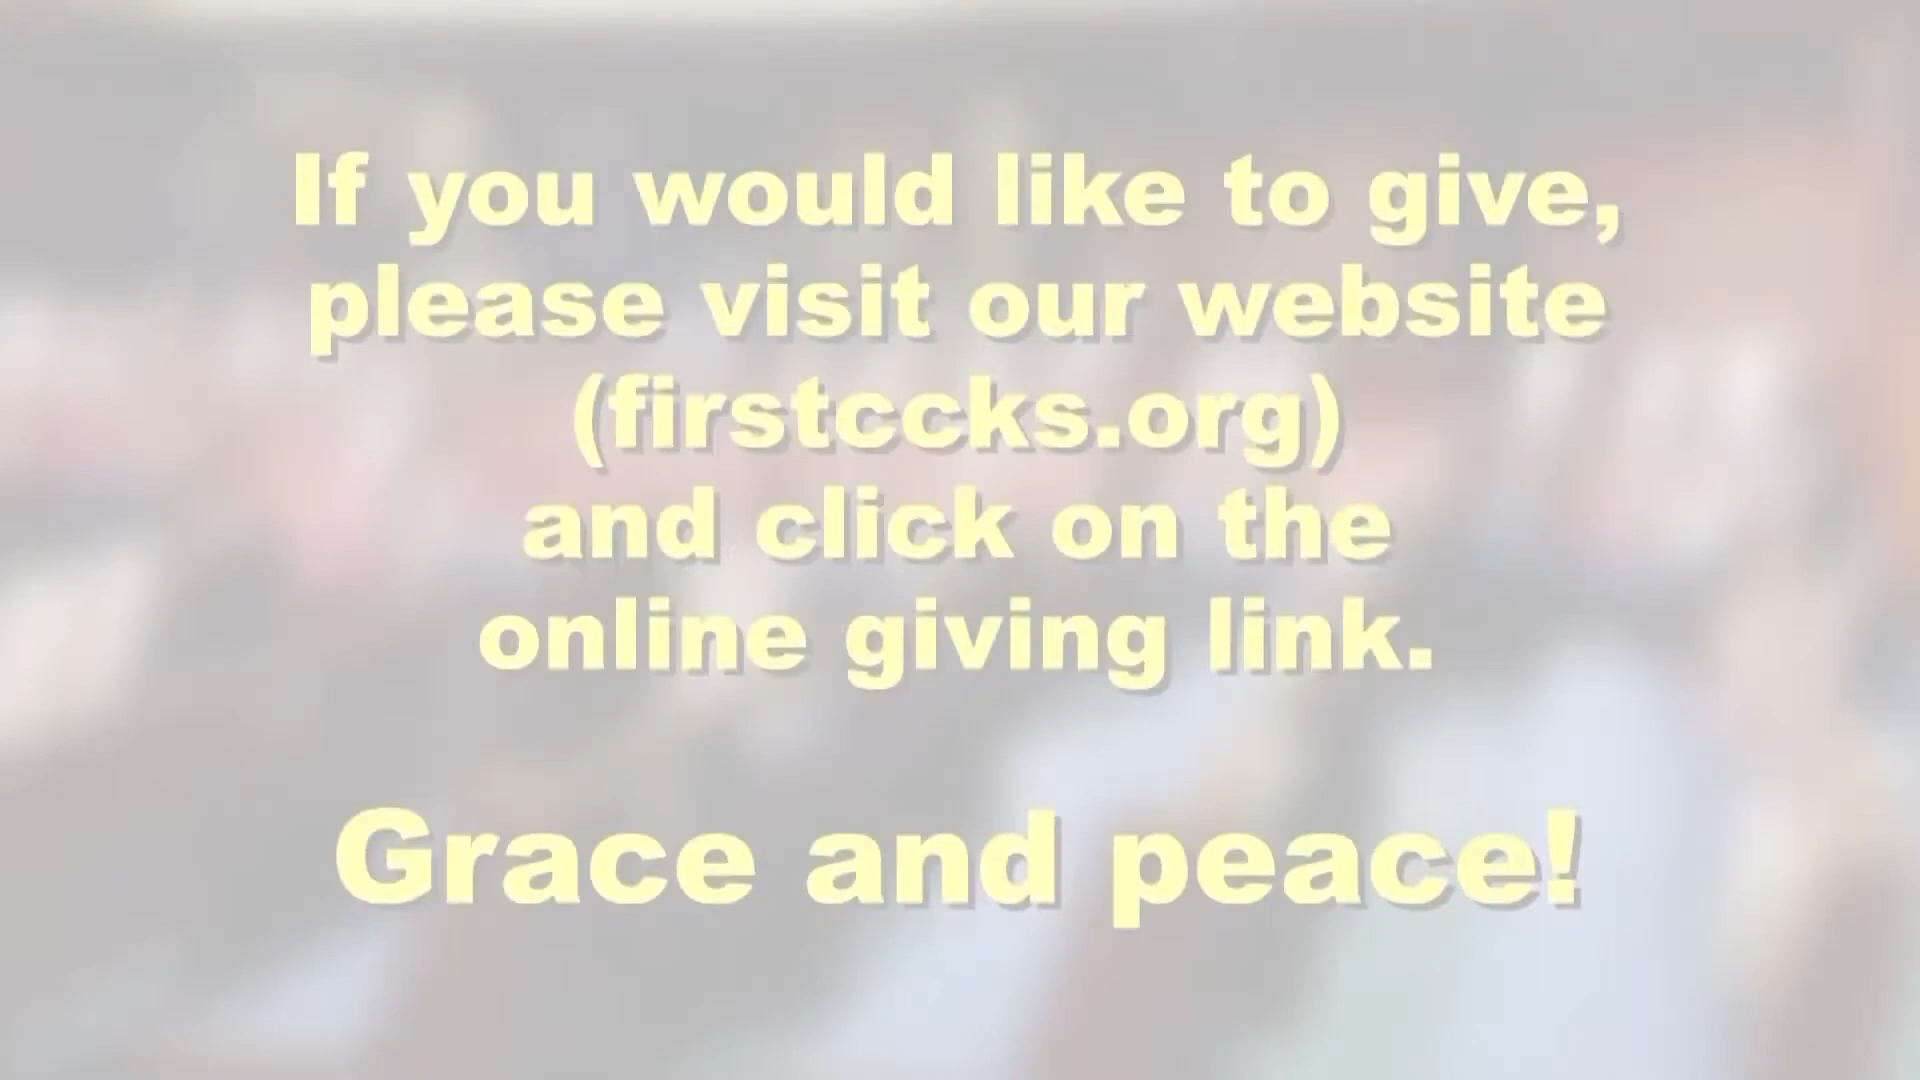 If you would like to give,
please visit our website
(firstccks.org)
and click on the
online giving link.
Grace and peace!